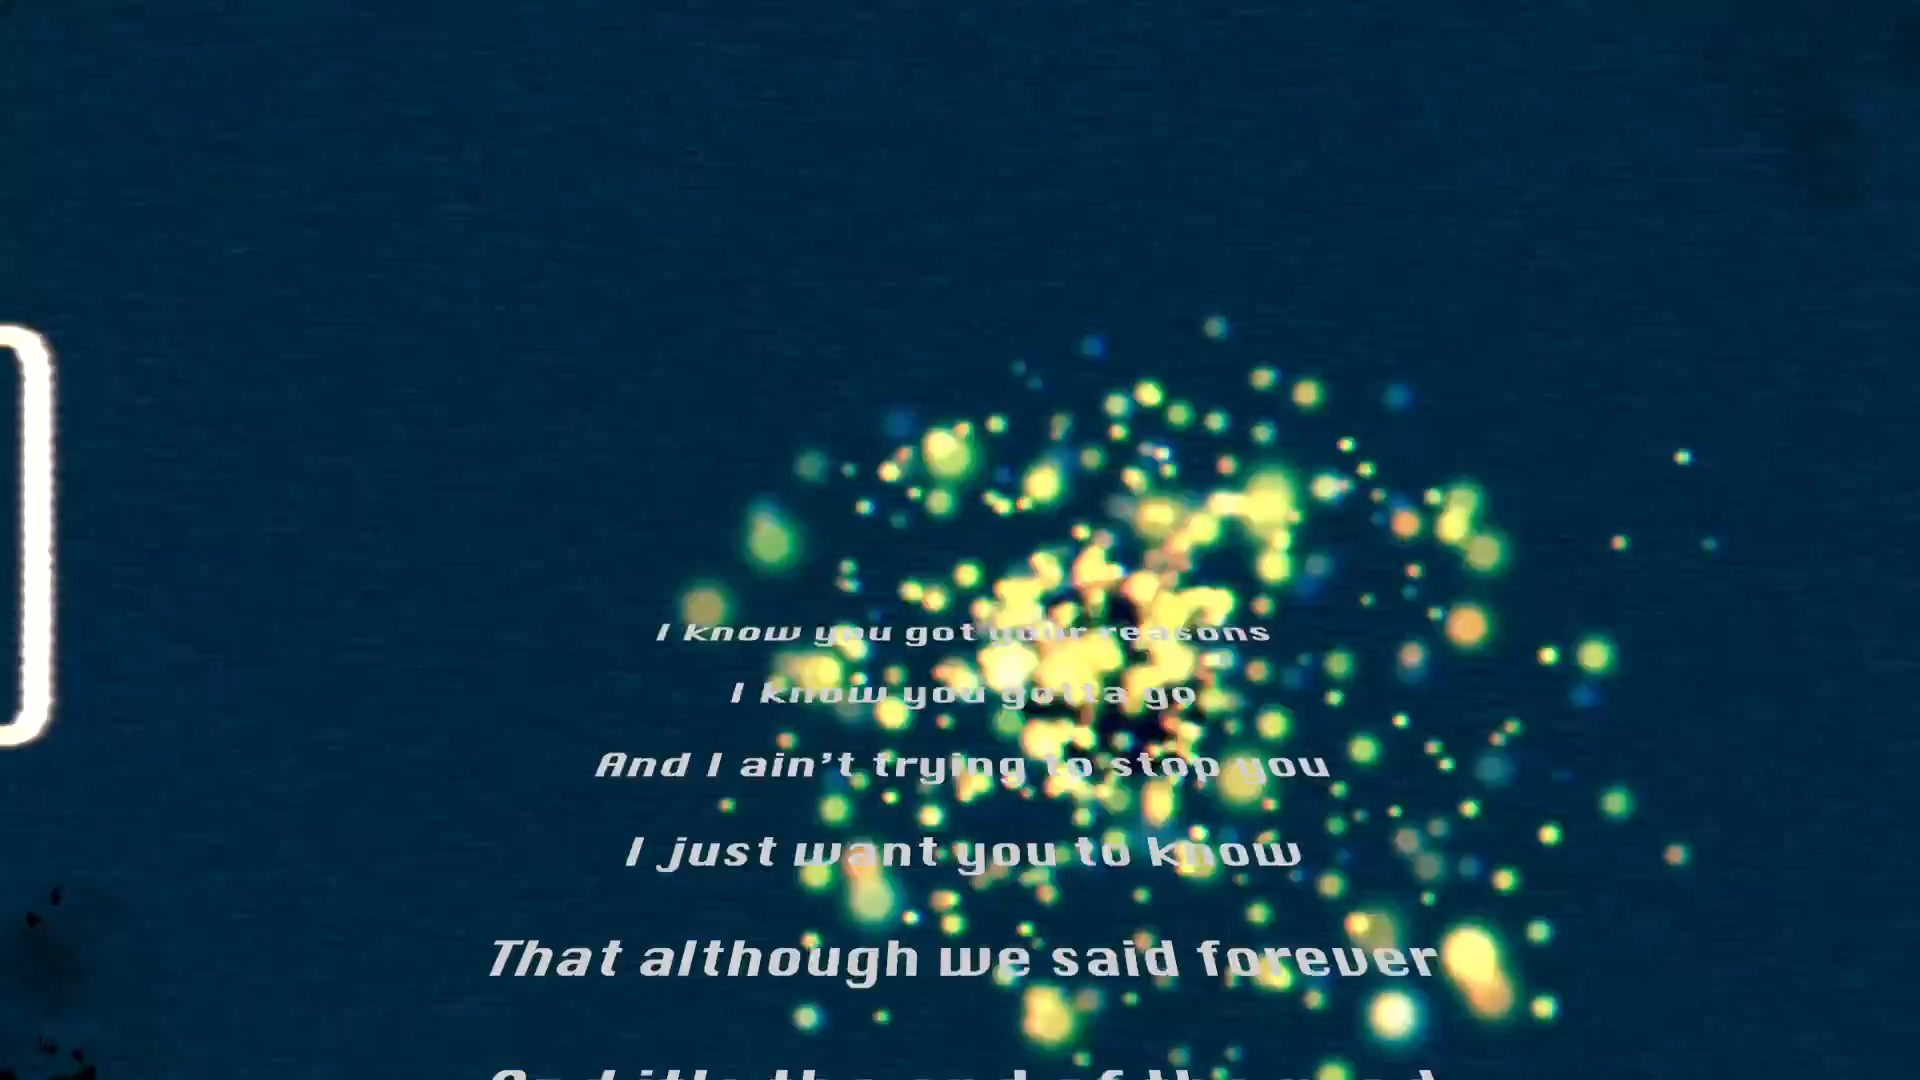 I know you got your reasons
I know you gotta go
And I ain't trying to stop you
I just want you to know
That although we said forever